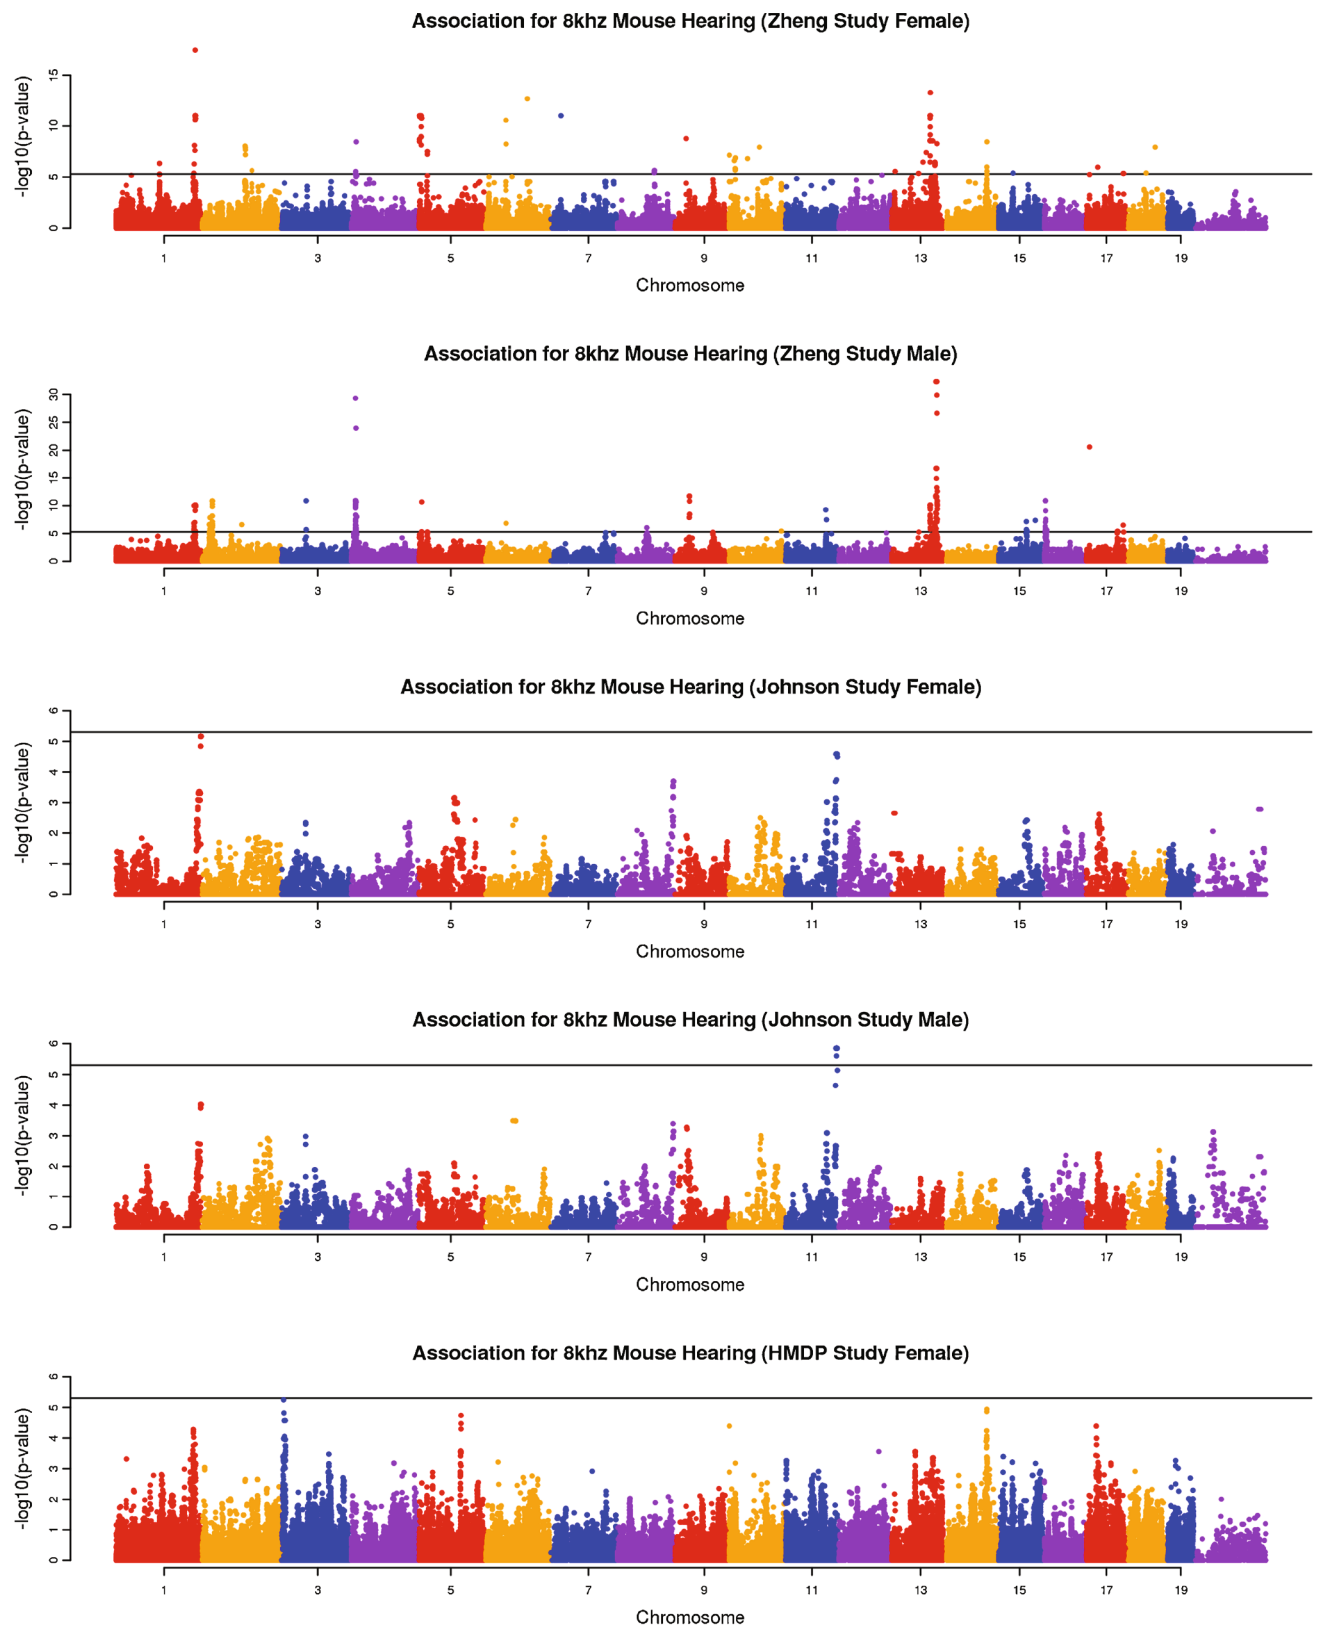 Association for 8khz Mouse Hearing (Zheng Study Female)
-log10(p-value)
15
10
5
0
1 3 5 7 9 11 13 15 17 19
Chromosome
Association for 8khz Mouse Hearing (Zheng Study Male)
-log10(p-value)
30
25
20
15
10
5
0
1 3 5 7 9 11 13 15 17 19
Chromosome
Association for 8khz Mouse Hearing (Johnson Study Female)
-log10(p-value)
6
5
4
3
2
1
0
1 3 5 7 9 11 13 15 17 19
Chromosome
Association for 8khz Mouse Hearing (Johnson Study Male)
-log10(p-value)
6
5
4
3
2
1
0
1 3 5 7 9 11 13 15 17 19
Chromosome
Association for 8khz Mouse Hearing (HMDP Study Female)
-log10(p-value)
6
5
4
3
2
1
0
1 3 5 7 9 11 13 15 17 19
Chromosome